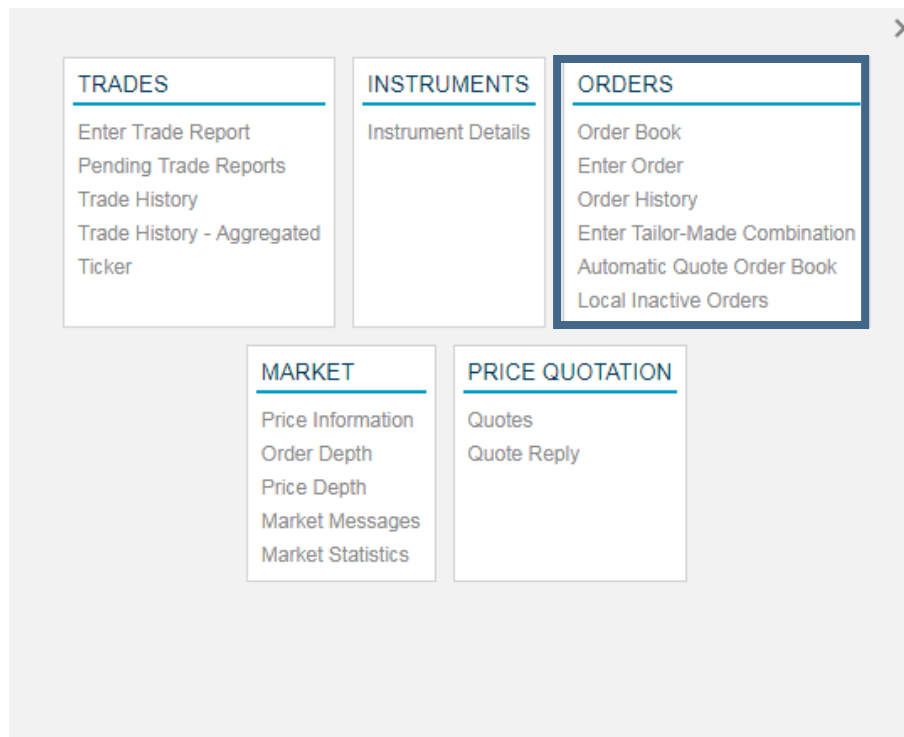 TRADES
Enter Trade Report
Pending Trade Reports
Trade History
Trade History - Aggregated
Ticker
INSTRUMENTS
Instrument Details
ORDERS
Order Book
Enter Order
Order History
Enter Tailor-Made Combination
Automatic Quote Order Book
Local Inactive Orders
MARKET
Price Information
Order Depth
Price Depth
Market Messages
Market Statistics
PRICE QUOTATION
Quotes
Quote Reply